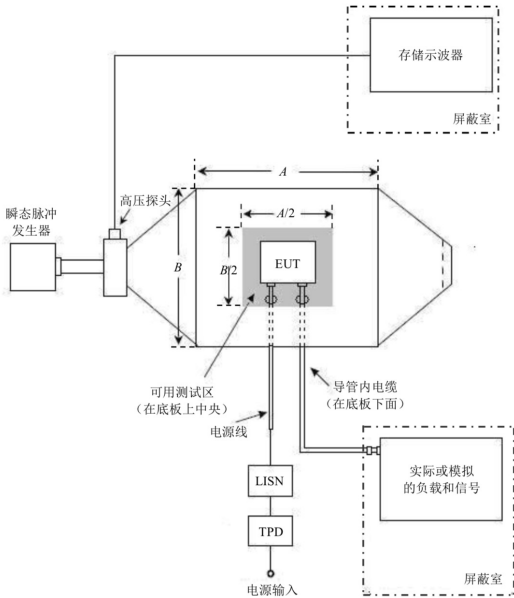 存储示波器
屏蔽室
A
高压探头
瞬态脉冲
发生器
A/2
B
B/2
EUT
可用测试区
（在底板上中央）
导管内电缆
（在底板下面）
电源线
实际或模拟
的负载和信号
LISN
TPD
屏蔽室
电源输入